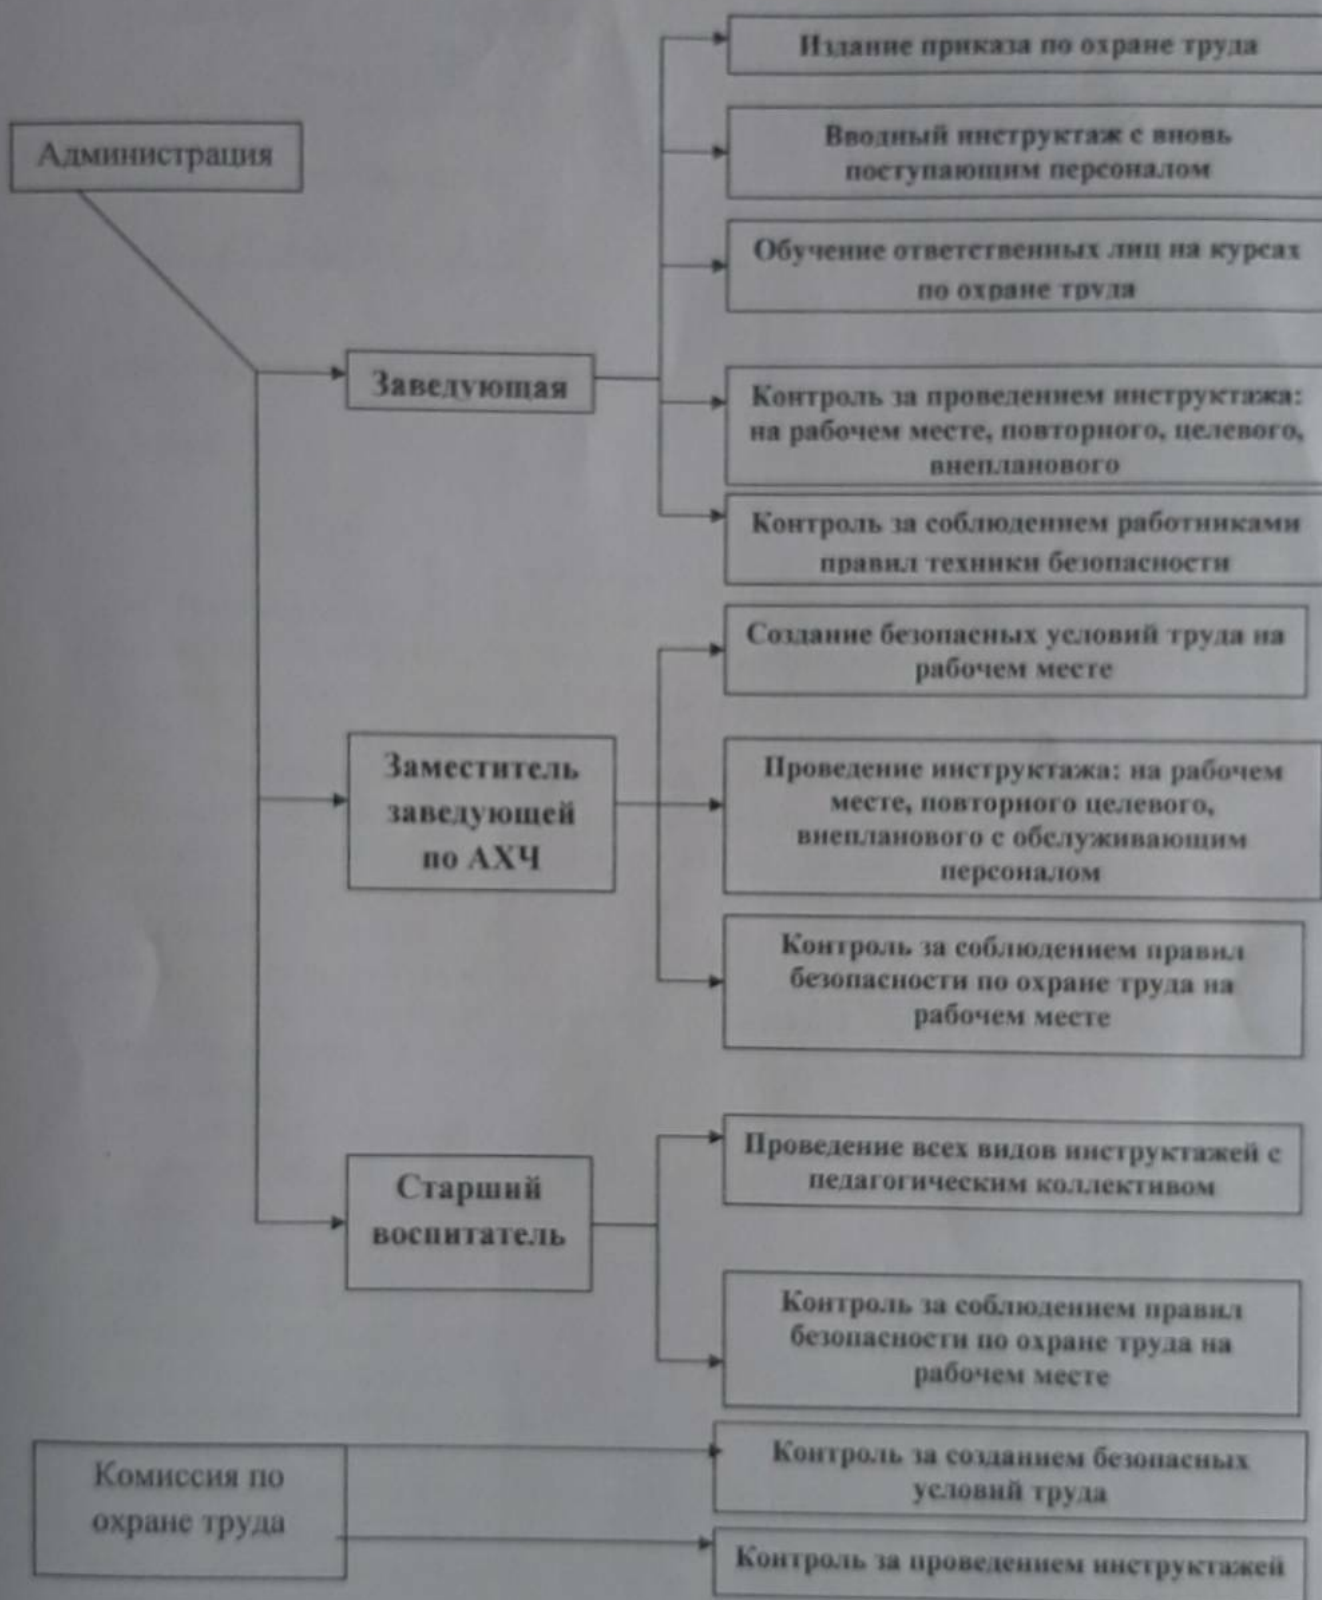 Администрация
Издание приказа по охране труда
Вводный инструктаж с вновь
поступающим персоналом
Обучение ответственных лиц на курсах
по охране труда
Заведующая
Контроль за проведением инструктажа:
на рабочем месте, повторного, целевого,
внепланового
Контроль за соблюдением работниками
правил техники безопасности
Заместитель
заведующей
по АХЧ
Создание безопасных условий труда на
рабочем месте
Проведение инструктажа: на рабочем
месте, повторного целевого,
внепланового с обслуживающим
персоналом
Контроль за соблюдением правил
безопасности по охране труда на
рабочем месте
Старший
воспитатель
Проведение всех видов инструктажей с
педагогическим коллективом
Контроль за соблюдением правил
безопасности по охране труда на
рабочем месте
Комиссия по
охране труда
Контроль за созданием безопасных
условий труда
Контроль за проведением инструктажей